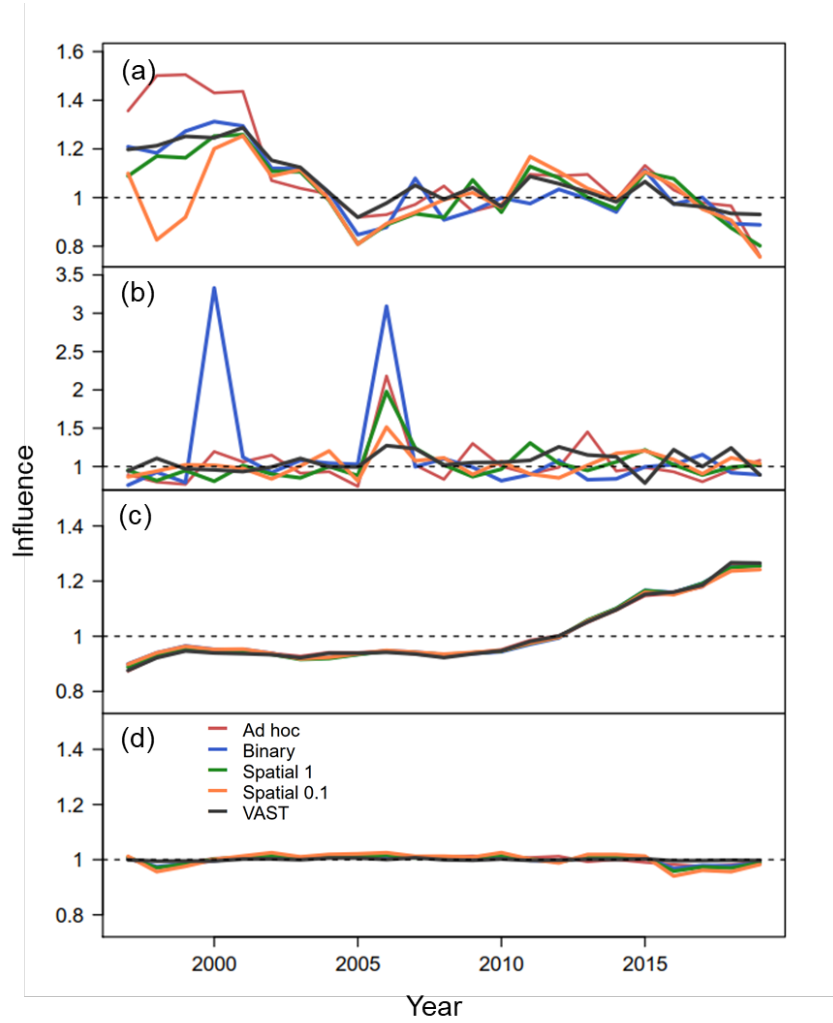 1.6
(a)
1.4
1.2
1
0.8
3.5
(b)
3
2.5
2
1.5
1
Influence
(c)
1.4
1.2
1
0.8
(d)
Ad hoc
1.4
Binary
Spatial 1
Spatial 0.1
1.2
VAST
1
0.8
2000 2005 2010 2015
Year